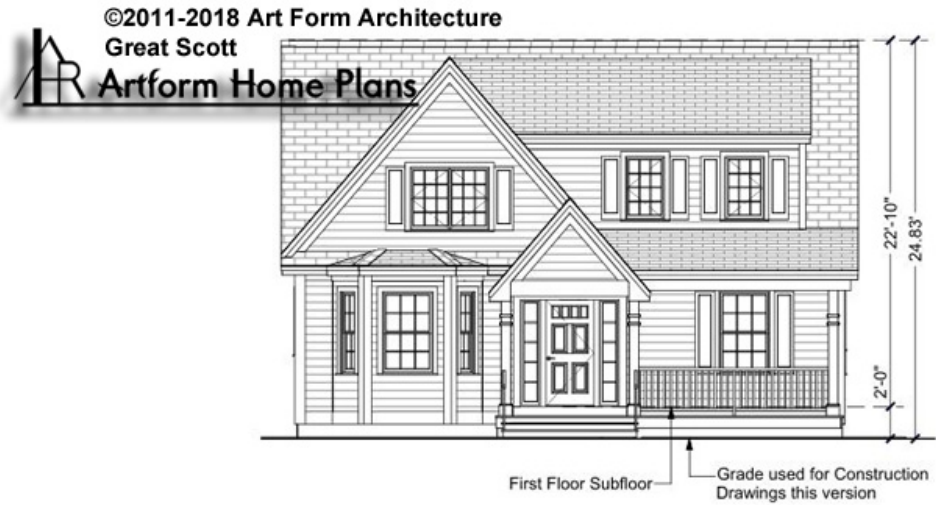 ©2011-2018 Art Form Architecture
Great Scott
AHR Artform Home Plans
22'-10"
24.83'
2'-0"
First Floor Subfloor
Grade used for Construction
Drawings this version